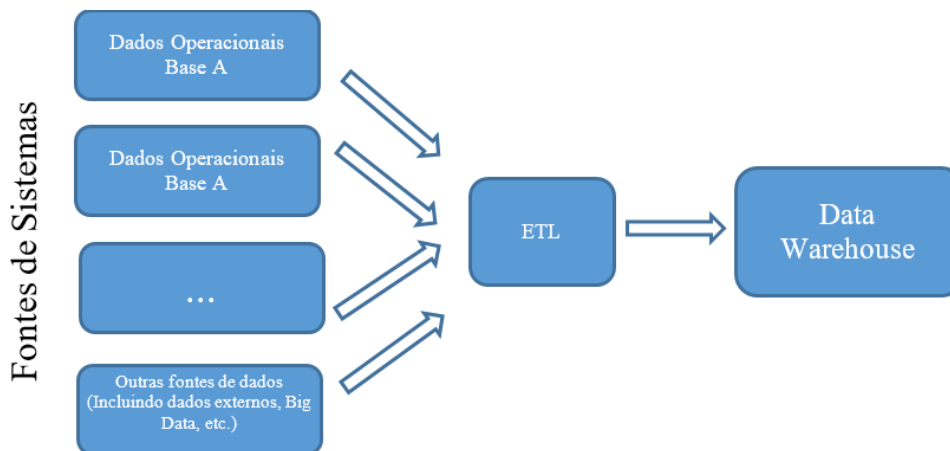 Fontes de Sistemas
Dados Operacionais
Base A
Dados Operacionais
Base A
...
Outras fontes de dados
(Incluindo dados externos, Big
Data, etc.)
ETL
Data
Warehouse